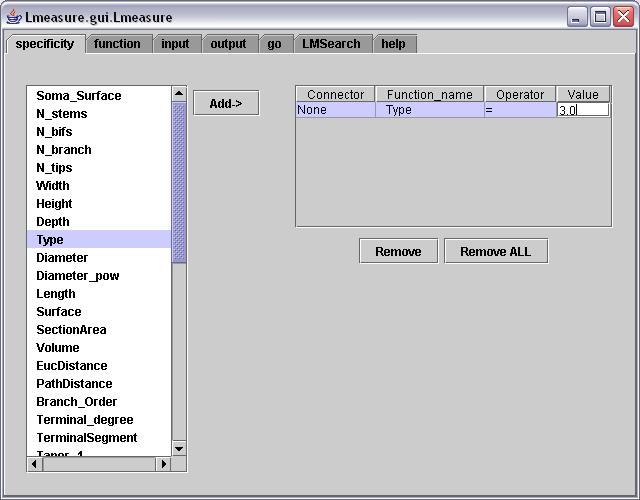 Lmeasure.gui.Lmeasure
specificity function input output go LMSearch help
Soma_Surface
N_stems
N_bifs
N_branch
N_tips
Width
Height
Depth
Type
Diameter
Diameter_pow
Length
Surface
SectionArea
Volume
EucDistance
PathDistance
Branch_Order
Terminal_degree
TerminalSegment
Taper_1
Add->
Connector Function_name Operator Value
None Type = 3.0
Remove Remove ALL